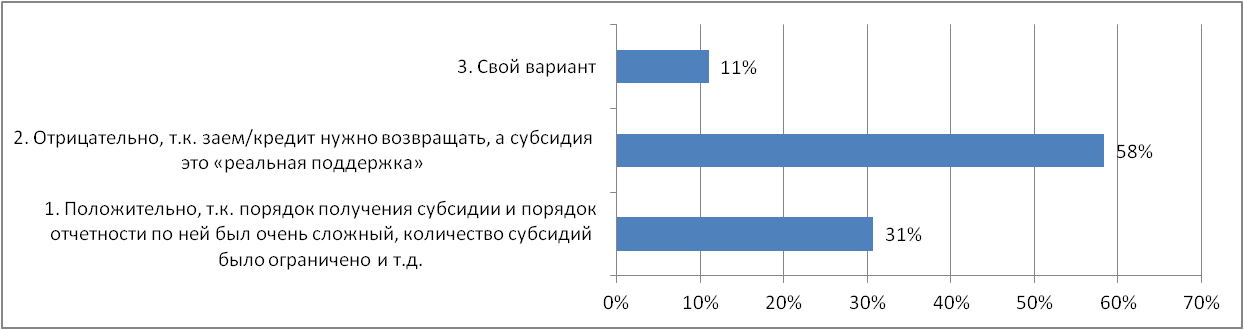 3. Свой вариант
11%
2. Отрицательно, т.к. заем/кредит нужно возвращать, а субсидия
это «реальная поддержка»
58%
1. Положительно, т.к. порядок получения субсидии и порядок
отчетности по ней был очень сложный, количество субсидий
было ограничено и т.д.
31%
0% 10% 20% 30% 40% 50% 60% 70%